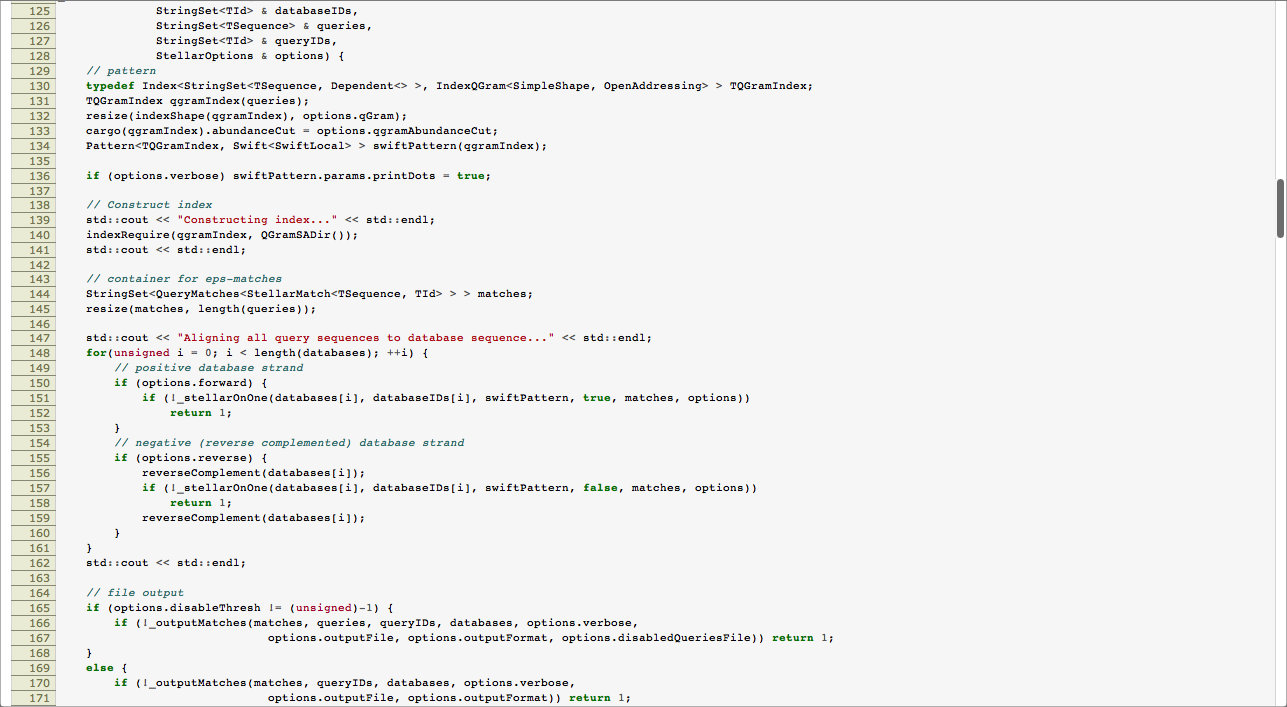 125 StringSet<TId> & databaseIDs,
126 StringSet<TSequence> & queries,
127 StringSet<TId> & queryIDs,
128 StellarOptions & options) {
129 // pattern
130 typedef Index<StringSet<TSequence, Dependent<> >, IndexQGram<SimpleShape, OpenAddressing> > TQGramIndex;
131 TQGramIndex qgramIndex(queries);
132 resize(indexShape(qgramIndex), options.qGram);
133 cargo(qgramIndex).abundanceCut = options.qgramAbundanceCut;
134 Pattern<TQGramIndex, Swift<SwiftLocal> > swiftPattern(qgramIndex);
135
136 if (options.verbose) swiftPattern.params.printDots = true;
137
138 // Construct index
139 std::cout << "Constructing index..." << std::endl;
140 indexRequire(qgramIndex, QGramSADir());
141 std::cout << std::endl;
142
143 // container for eps-matches
144 StringSet<QueryMatches<StellarMatch<TSequence, TId> > > matches;
145 resize(matches, length(queries));
146
147 std::cout << "Aligning all query sequences to database sequence..." << std::endl;
148 for(unsigned i = 0; i < length(databases); ++i) {
149 // positive database strand
150 if (options.forward) {
151 if (!_stellarOnOne(databases[i], databaseIDs[i], swiftPattern, true, matches, options))
152 return 1;
153 }
154 // negative (reverse complemented) database strand
155 if (options.reverse) {
156 reverseComplement(databases[i]);
157 if (!_stellarOnOne(databases[i], databaseIDs[i], swiftPattern, false, matches, options))
158 return 1;
159 reverseComplement(databases[i]);
160 }
161 }
162 std::cout << std::endl;
163
164 // file output
165 if (options.disableThresh != (unsigned)-1) {
166 if (!_outputMatches(matches, queries, queryIDs, databases, options.verbose,
167 options.outputFile, options.outputFormat, options.disabledQueriesFile)) return 1;
168 }
169 else {
170 if (!_outputMatches(matches, queryIDs, databases, options.verbose,
171 options.outputFile, options.outputFormat)) return 1;